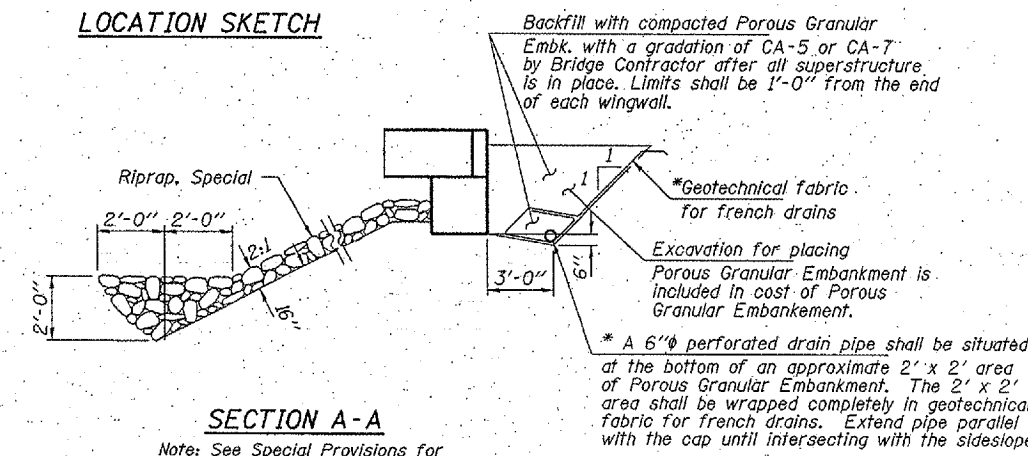 LOCATION SKETCH
Backfill with compacted Porous Granular
Embk. with a gradation of CA-5 or CA-7
by Bridge Contractor after all superstructure
is in place. Limits shall be 1'-0" from the end
of each wingwall.
Riprap, Special
2'-0" 2'-0"
2:1
2'-0"
16"
1
1
*Geotechnical fabric
for french drains
Excavation for placing
Porous Granular Embankment is
included in cost of Porous
Granular Embankement.
3'-0"
6"
* A 6"ϕ perforated drain pipe shall be situated
at the bottom of an approximate 2' x 2' area
of Porous Granular Embankment. The 2' x 2'
area shall be wrapped completely in geotechnical
fabric for french drains. Extend pipe parallel
with the cap until intersecting with the sideslope
SECTION A-A
Note: See Special Provisions for